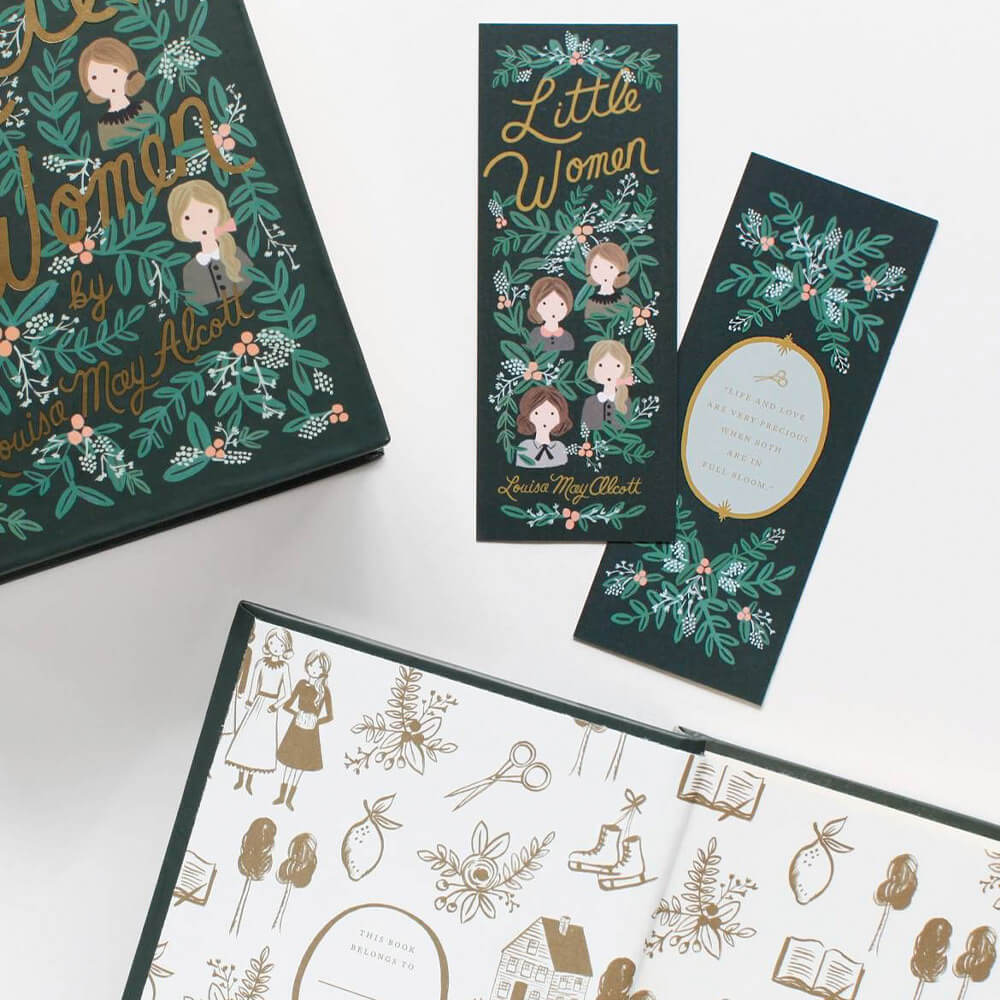 Women
by
Louisa May Alcott
Little
Women
Louisa May Alcott
"LIFE AND LOVE
ARE VERY PRECIOUS
WHEN BOTH
ARE IN
FULL BLOOM."
THIS BOOK
BELONGS TO